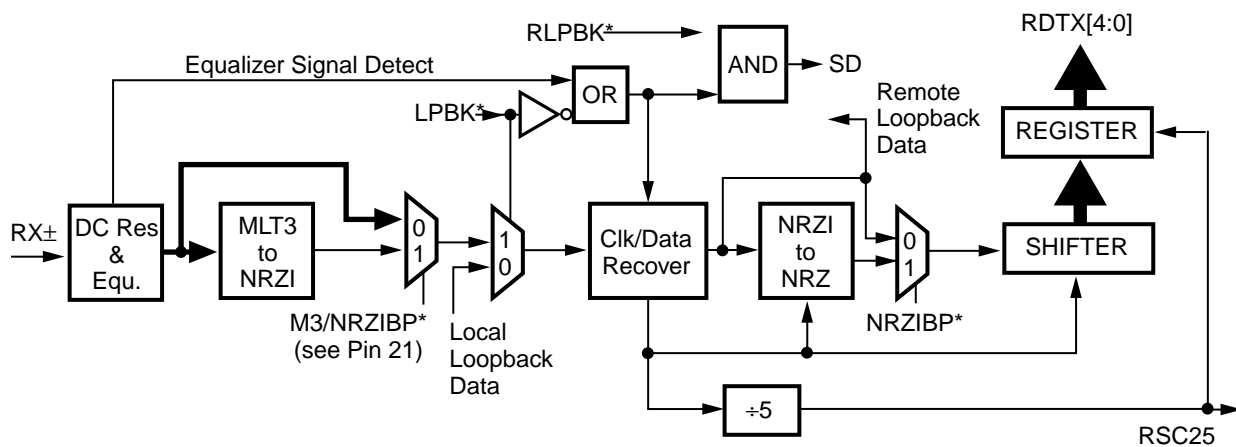 RDTX[4:0]
RLPBK*
AND
SD
Equalizer Signal Detect
OR
LPBK*
Remote
Loopback
Data
REGISTER
RX±
DC Res
&
Equ.
MLT3
to
NRZI
0
1
1
0
Clk/Data
Recover
NRZI
to
NRZ
0
1
SHIFTER
M3/NRZIBP*
(see Pin 21)
Local
Loopback
Data
NRZIBP*
÷5
RSC25